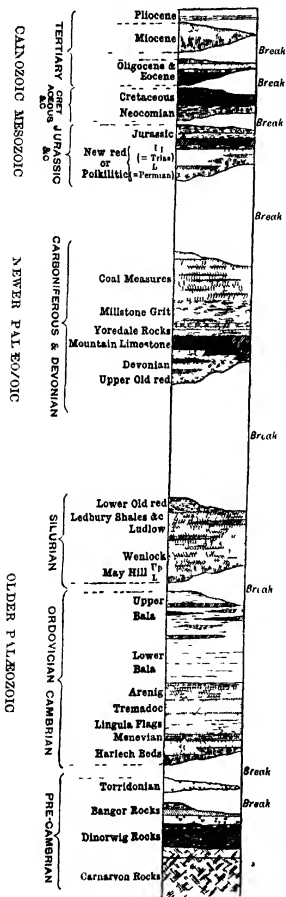 Pliocene
Miocene
Break
Oligocene &
Eocene
Break
Cretaceous
Neocomian
Break
Jurassic
New red
or
Poikilitic
(= Trias)
L
=Permian
Break
Coal Measures
Millstone Grit
Yoredale Rocks
Mountain Limestone
Devonian
Upper Old red
Break
Lower Old red
Ledbury Shales &c
Ludlow
Wenlock
May Hill Up
L
Break
Upper
Bala
Lower
Bala
Arenig
Tremadoc
Lingula Flags
Menevian
Harlech Beds
Break
Torridonian
Break
Bangor Rocks
Dinorwig Rocks
Carnarvon Rocks
TERTIARY
CRET
ACEOUS
&C
JURASSIC
&C
CARBONIFEROUS & DEVONIAN
SILURIAN
ORDOVICIAN CAMBRIAN
PRE-CAMBRIAN
CAINOZOIC MESOZOIC
NEWER PALÆOZOIC
OLDER PALÆOZOIC